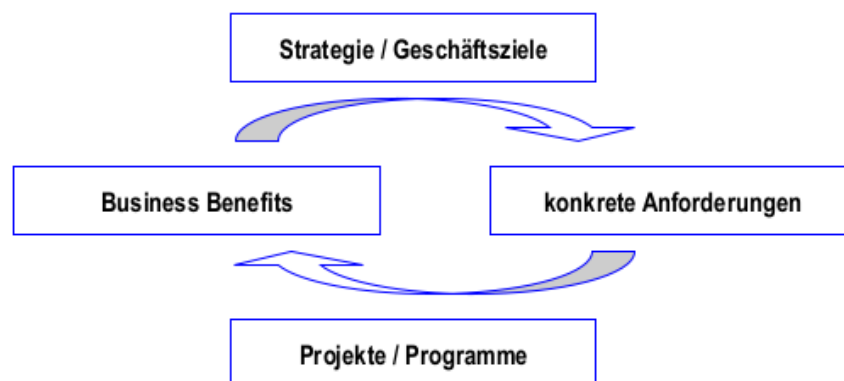 Strategie / Geschäftsziele
Business Benefits
konkrete Anforderungen
Projekte / Programme